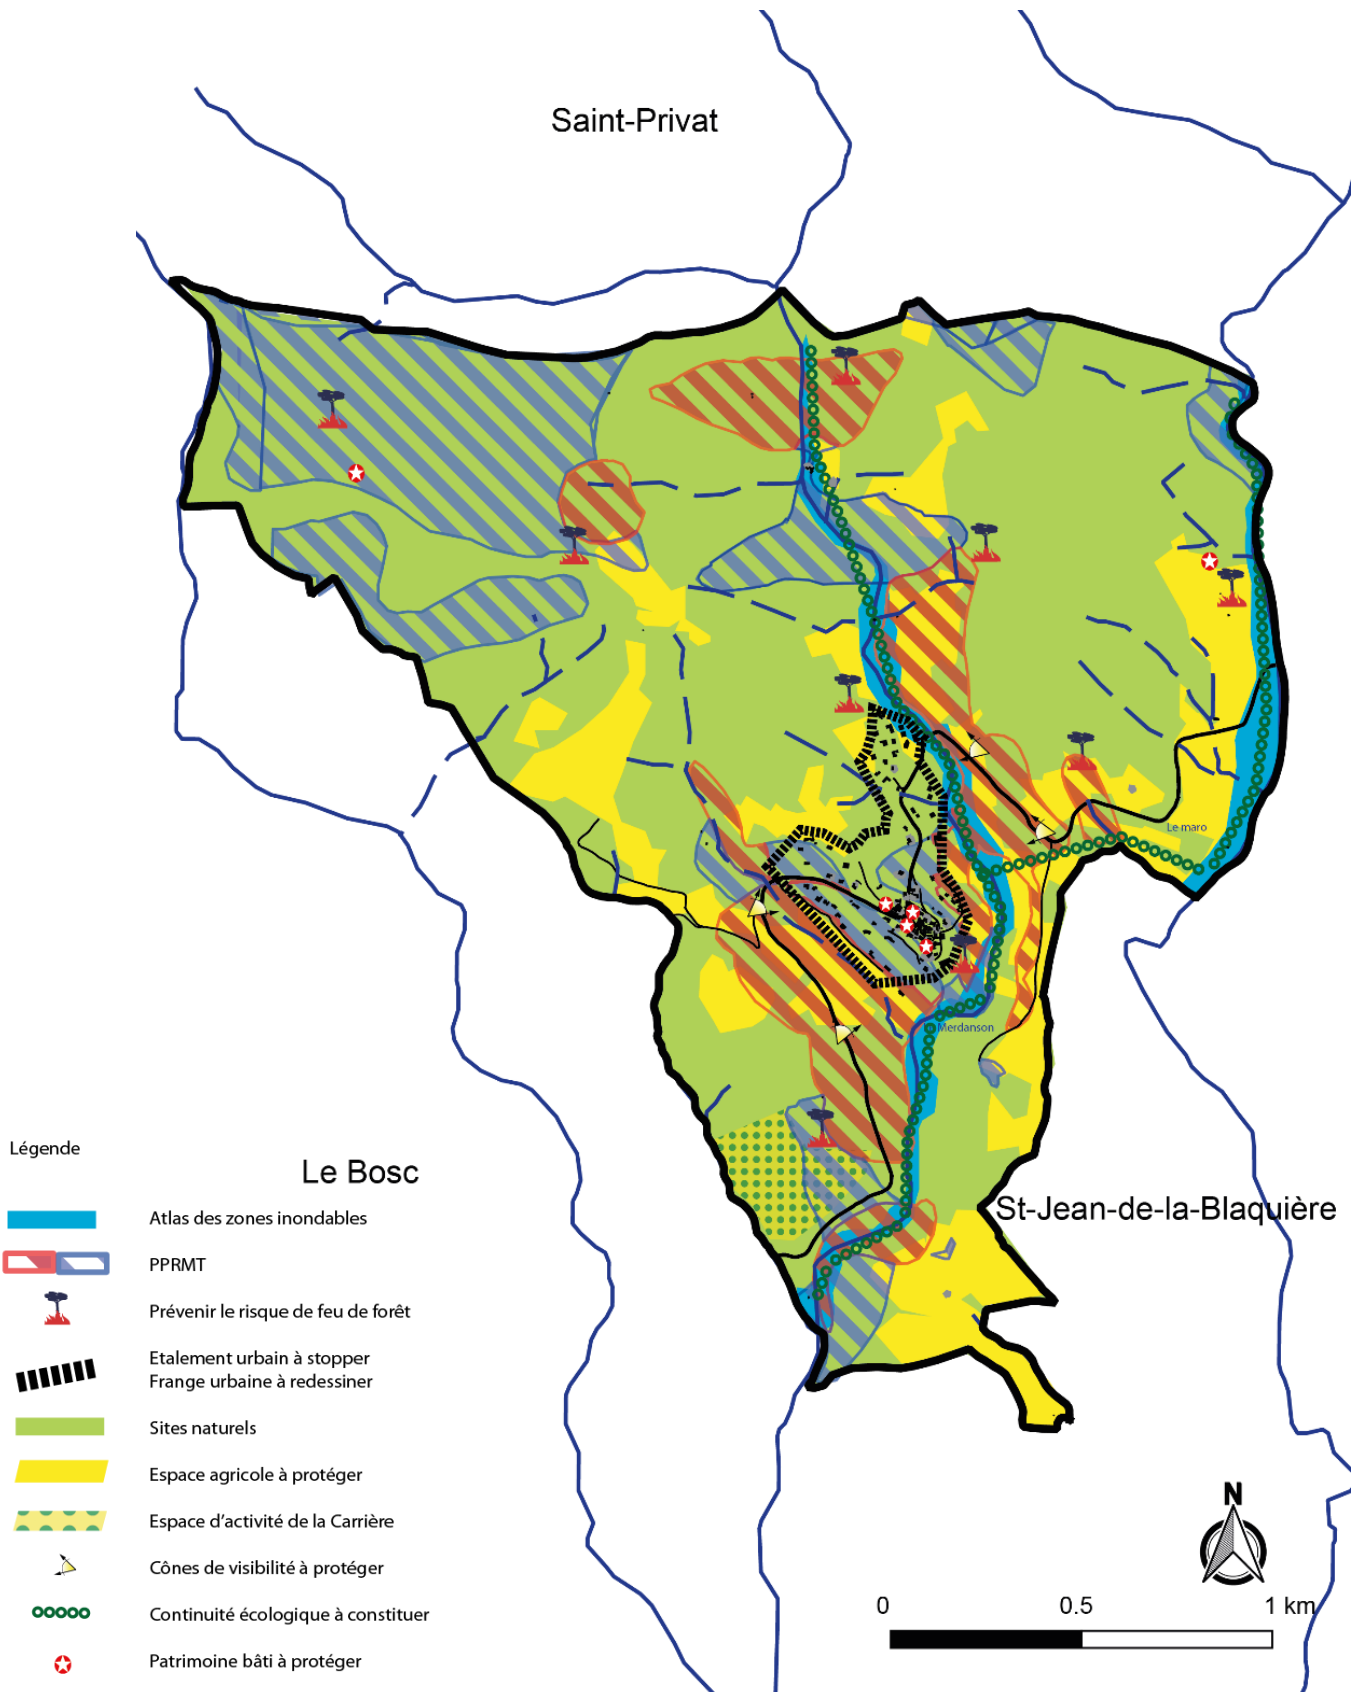 Saint-Privat
Le maro
Merdanson
Légende
Le Bosc
St-Jean-de-la-Blaquière
Atlas des zones inondables
PPRMT
Prévenir le risque de feu de forêt
Etalement urbain à stopper
Frange urbaine à redessiner
Sites naturels
Espace agricole à protéger
Espace d'activité de la Carrière
Cônes de visibilité à protéger
Continuité écologique à constituer
Patrimoine bâti à protéger
N
0 0.5 1 km